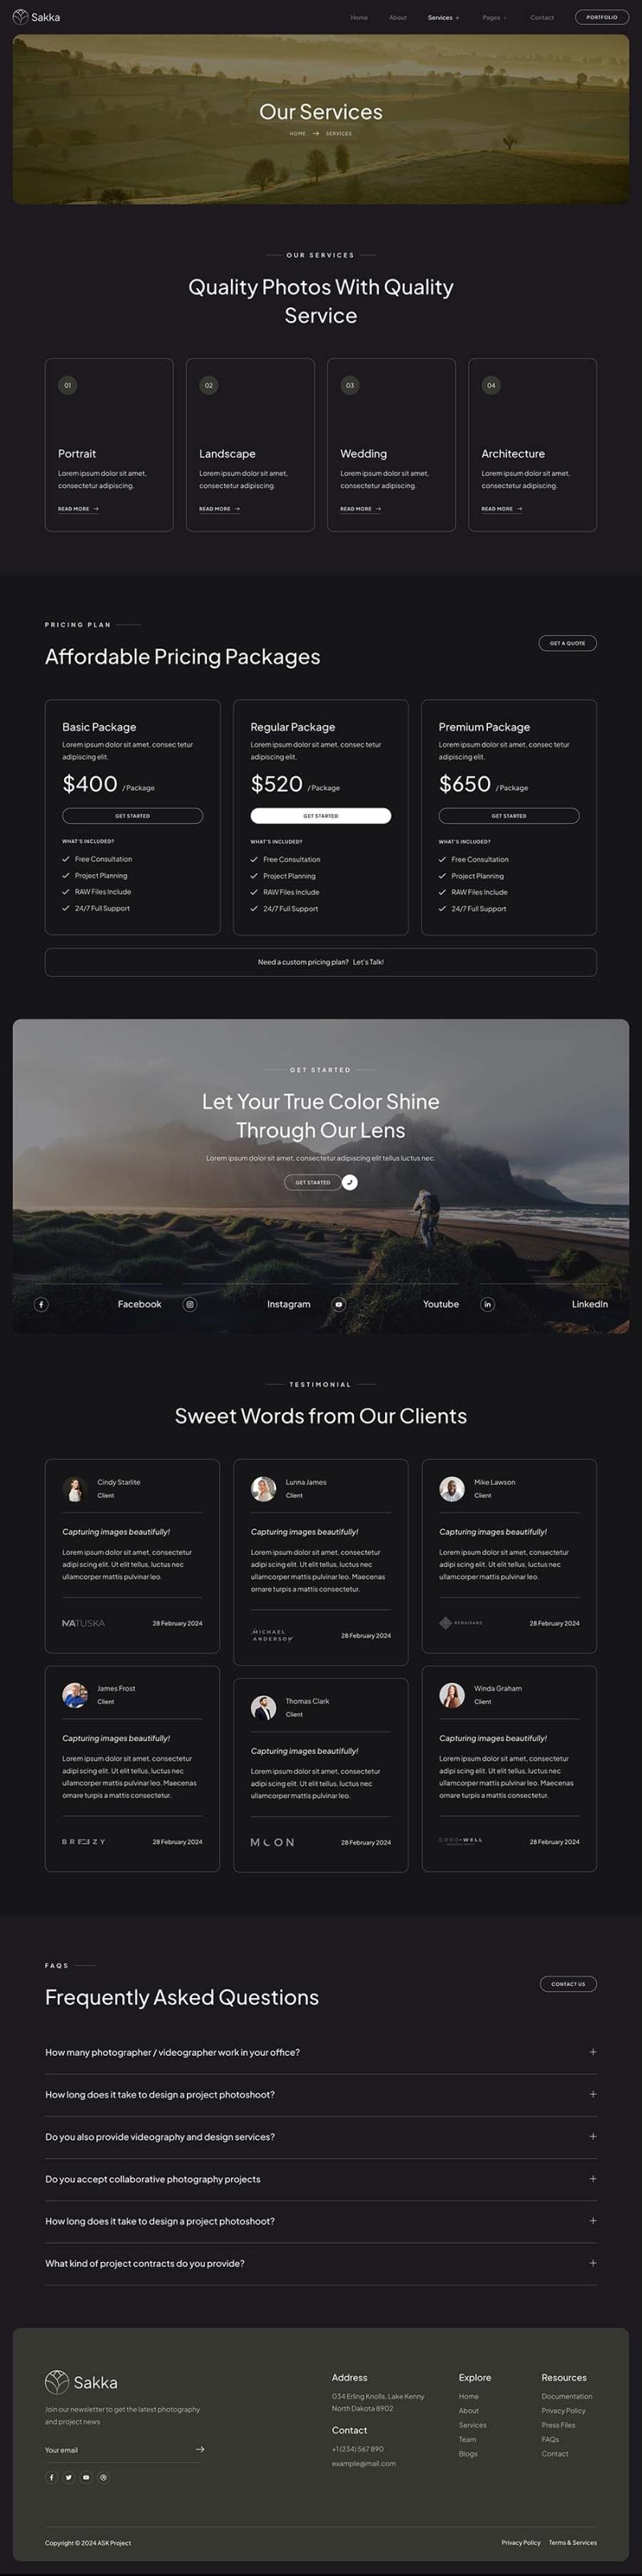 Sakka
Home About Services + Pages + Contact PORTFOLIO
Our Services
HOME → SERVICES
OUR SERVICES
Quality Photos With Quality
Service
01
Portrait
Lorem ipsum dolor sit amet,
consectetur adipiscing.
READ MORE →
02
Landscape
Lorem ipsum dolor sit amet,
consectetur adipiscing.
READ MORE →
03
Wedding
Lorem ipsum dolor sit amet,
consectetur adipiscing.
READ MORE →
04
Architecture
Lorem ipsum dolor sit amet,
consectetur adipiscing.
READ MORE →
PRICING PLAN
Affordable Pricing Packages
GET A QUOTE
Basic Package
Lorem ipsum dolor sit amet, consec tetur
adipiscing elit.
$400 / Package
GET STARTED
WHAT'S INCLUDED?
Free Consultation
Project Planning
RAW Files Include
24/7 Full Support
Regular Package
Lorem ipsum dolor sit amet, consec tetur
adipiscing elit.
$520 / Package
GET STARTED
WHAT'S INCLUDED?
Free Consultation
Project Planning
RAW Files Include
24/7 Full Support
Premium Package
Lorem ipsum dolor sit amet, consec tetur
adipiscing elit.
$650 / Package
GET STARTED
WHAT'S INCLUDED?
Free Consultation
Project Planning
RAW Files Include
24/7 Full Support
Need a custom pricing plan? Let's Talk!
GET STARTED
Let Your True Color Shine
Through Our Lens
Lorem ipsum dolor sit amet, consectetur adipiscing elit tellus luctus nec.
GET STARTED
Facebook
Instagram
Youtube
LinkedIn
TESTIMONIAL
Sweet Words from Our Clients
Cindy Starlite
Client
Capturing images beautifully!
Lorem ipsum dolor sit amet, consectetur
adipi scing elit. Ut elit tellus, luctus nec
ullamcorper mattis pulvinar leo.
MATUSKA 28 February 2024
Lunna James
Client
Capturing images beautifully!
Lorem ipsum dolor sit amet, consectetur
adipi scing elit. Ut elit tellus, luctus nec
ullamcorper mattis pulvinar leo. Maecenas
ornare turpis a mattis consectetur.
MICHAEL
ANDERSON
28 February 2024
Mike Lawson
Client
Capturing images beautifully!
Lorem ipsum dolor sit amet, consectetur
adipi scing elit. Ut elit tellus, luctus nec
ullamcorper mattis pulvinar leo.
28 February 2024
James Frost
Client
Capturing images beautifully!
Lorem ipsum dolor sit amet, consectetur
adipi scing elit. Ut elit tellus, luctus nec
ullamcorper mattis pulvinar leo. Maecenas
ornare turpis a mattis consectetur.
BREEZY 28 February 2024
Thomas Clark
Client
Capturing images beautifully!
Lorem ipsum dolor sit amet, consectetur
adipi scing elit. Ut elit tellus, luctus nec
ullamcorper mattis pulvinar leo.
MOON 28 February 2024
Winda Graham
Client
Capturing images beautifully!
Lorem ipsum dolor sit amet, consectetur
adipi scing elit. Ut elit tellus, luctus nec
ullamcorper mattis pulvinar leo. Maecenas
ornare turpis a mattis consectetur.
GOOD WELL 28 February 2024
FAQS
Frequently Asked Questions
CONTACT US
How many photographer / videographer work in your office? +
How long does it take to design a project photoshoot? +
Do you also provide videography and design services? +
Do you accept collaborative photography projects +
How long does it take to design a project photoshoot? +
What kind of project contracts do you provide? +
Sakka
Join our newsletter to get the latest photography
and project news
Your email →
Address
034 Erling Knolls, Lake Kenny
North Dakota 8902
Contact
+1 (234) 567 890
example@mail.com
Explore
Home
About
Services
Team
Blogs
Resources
Documentation
Privacy Policy
Press Files
FAQs
Contact
Copyright © 2024 ASK Project
Privacy Policy Terms & Services